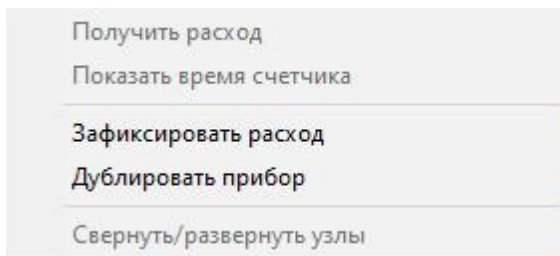 Получить расход
Показать время счетчика
Зафиксировать расход
Дублировать прибор
Свернуть/развернуть узлы